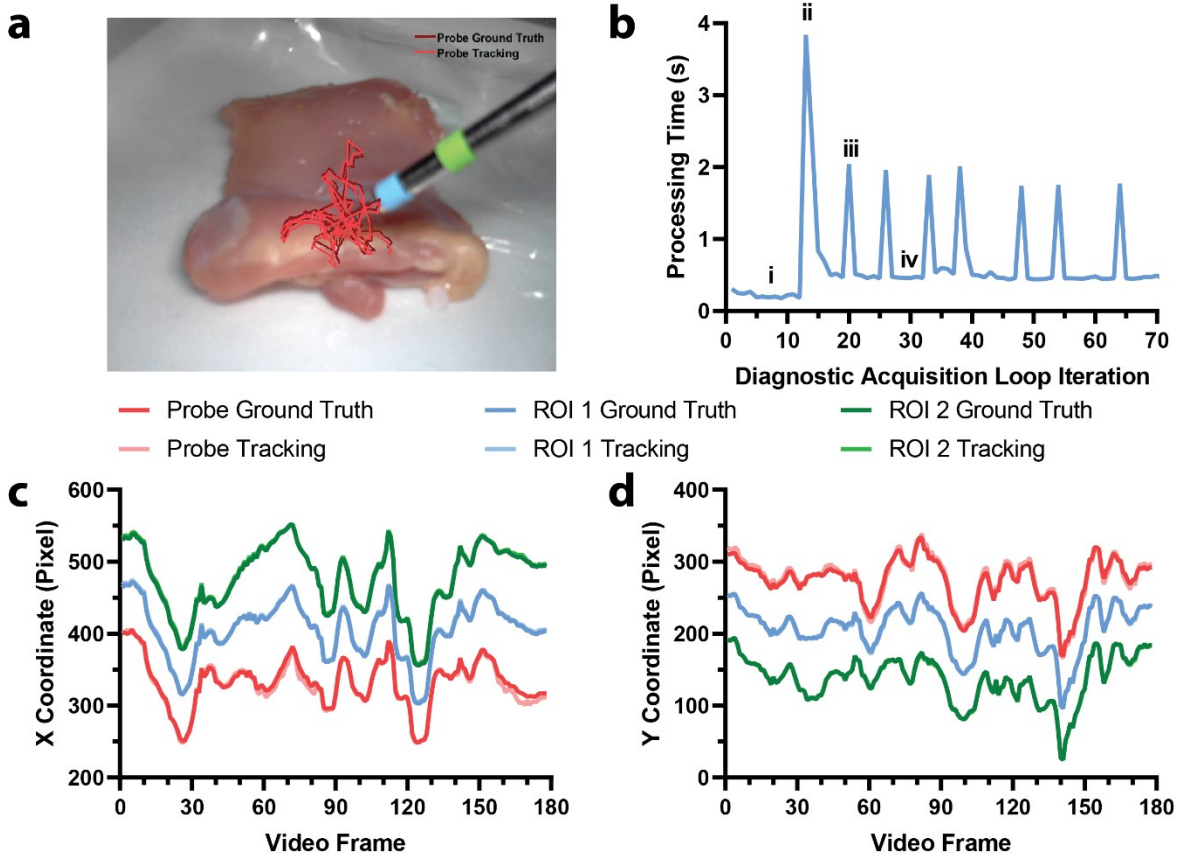 a
Probe Ground Truth
Probe Tracking
b
Processing Time (s)
4
3
2
1
0
i
ii
iii
iv
0 10 20 30 40 50 60 70
Diagnostic Acquisition Loop Iteration
Probe Ground Truth
ROI 1 Ground Truth
ROI 2 Ground Truth
Probe Tracking
ROI 1 Tracking
ROI 2 Tracking
c
X Coordinate (Pixel)
600
500
400
300
200
0 30 60 90 120 150 180
Video Frame
d
Y Coordinate (Pixel)
400
300
200
100
0
0 30 60 90 120 150 180
Video Frame